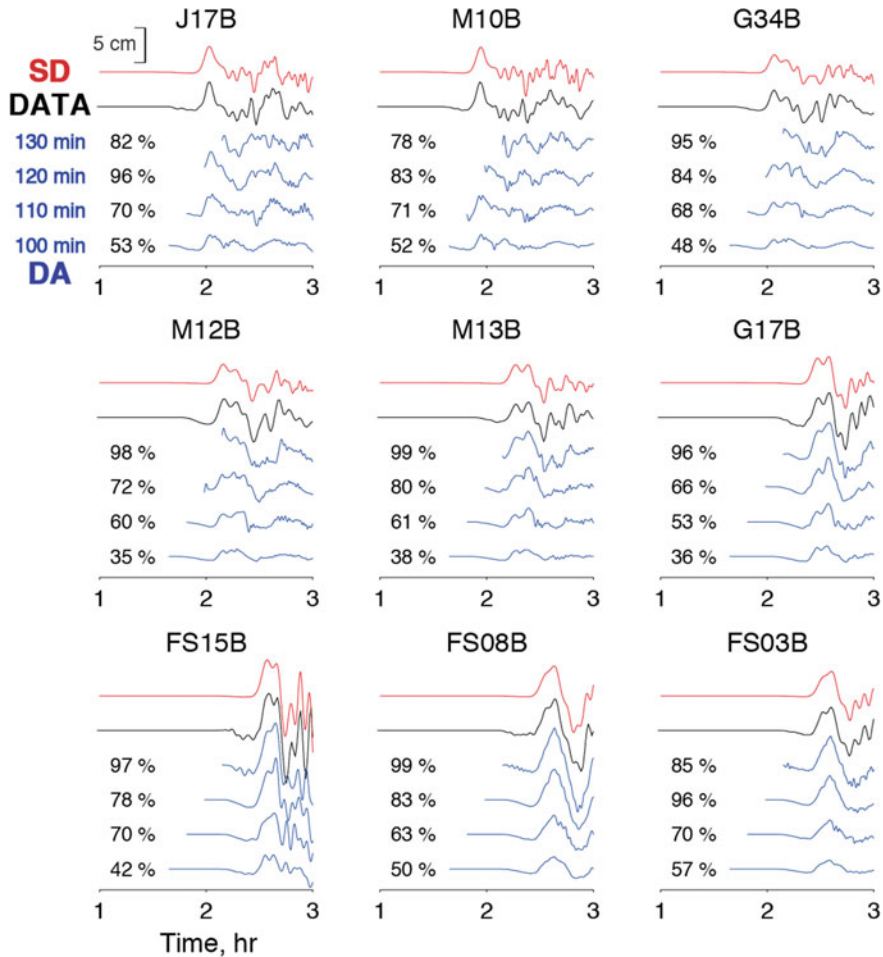 J17B M10B G34B
5 cm
SD
DATA
130 min 82 % 78 % 95 %
120 min 96 % 83 % 84 %
110 min 70 % 71 % 68 %
100 min 53 % 52 % 48 %
DA
1 2 3 1 2 3 1 2 3
M12B M13B G17B
98 % 99 % 96 %
72 % 80 % 66 %
60 % 61 % 53 %
35 % 38 % 36 %
1 2 3 1 2 3 1 2 3
FS15B FS08B FS03B
97 % 99 % 85 %
78 % 83 % 96 %
70 % 63 % 70 %
42 % 50 % 57 %
1 2 3 1 2 3 1 2 3
Time, hr